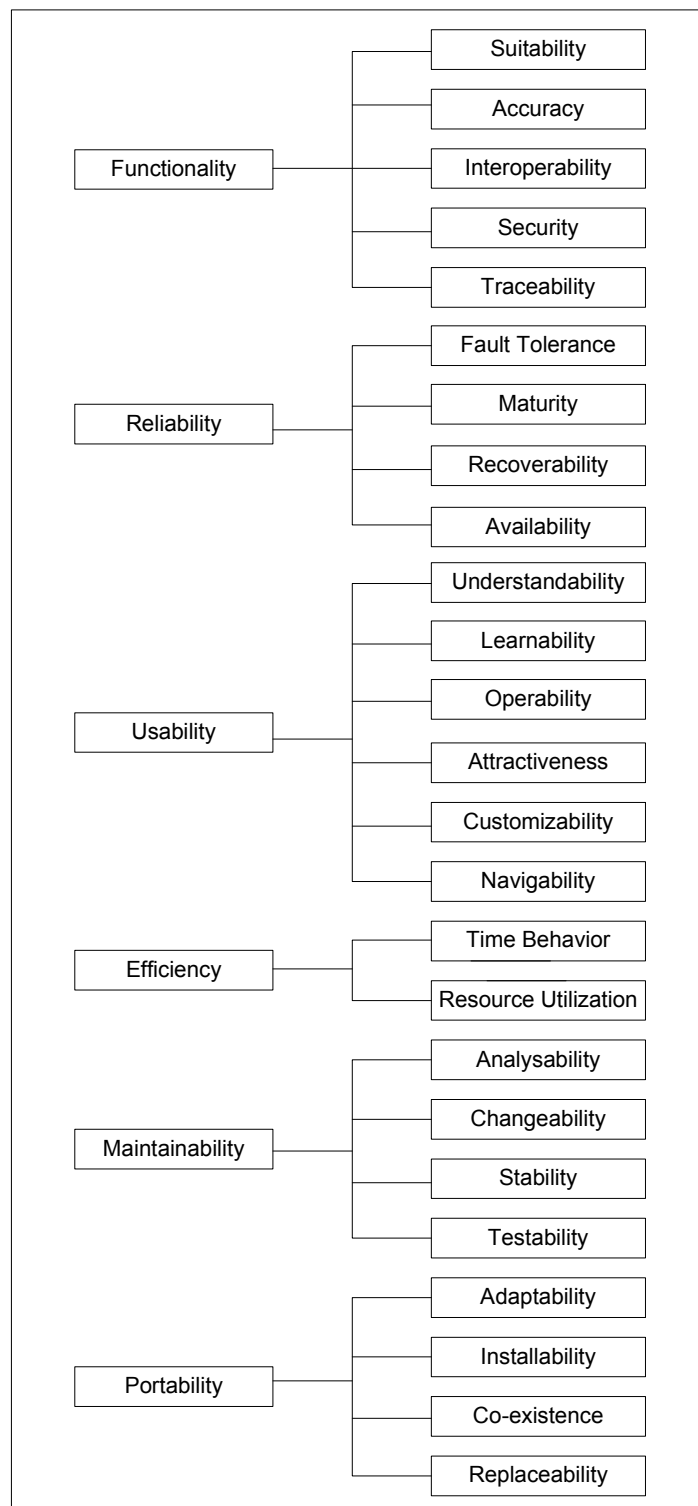 Functionality
Suitability
Accuracy
Interoperability
Security
Traceability
Reliability
Fault Tolerance
Maturity
Recoverability
Availability
Usability
Understandability
Learnability
Operability
Attractiveness
Customizability
Navigability
Efficiency
Time Behavior
Resource Utilization
Maintainability
Analysability
Changeability
Stability
Testability
Portability
Adaptability
Installability
Co-existence
Replaceability